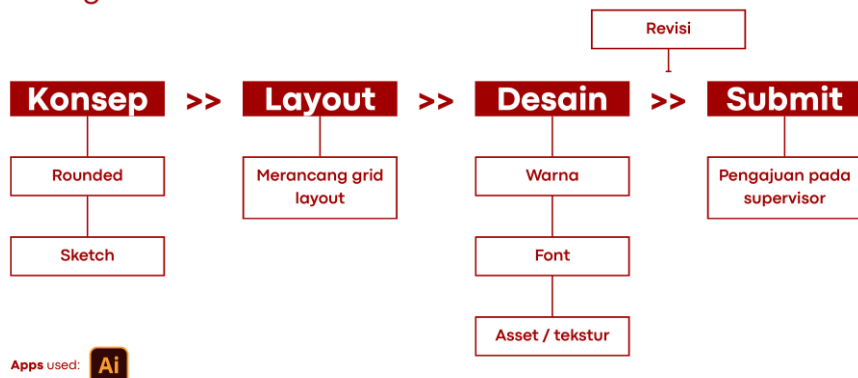 Revisi
Konsep >> Layout >> Desain >> Submit
Rounded
Merancang grid
layout
Warna
Pengajuan pada
supervisor
Sketch
Font
Asset / tekstur
Apps used: Ai